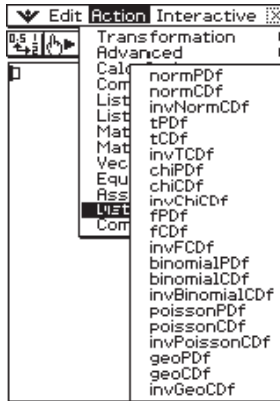 Edit Action Interactive
Transformation
Advanced
Calc
Com
List
List
Mat
Mat
Vec
Equ
Ass
Com
normPDf
normCDf
invNormCDf
tPDf
tCDf
invTCDf
chiPDf
chiCDf
invChiCDf
fPDf
fCDf
invFCDf
binomialPDf
binomialCDf
invBinomialCDf
poissonPDf
poissonCDf
invPoissonCDf
geoPDf
geoCDf
invGeoCDf